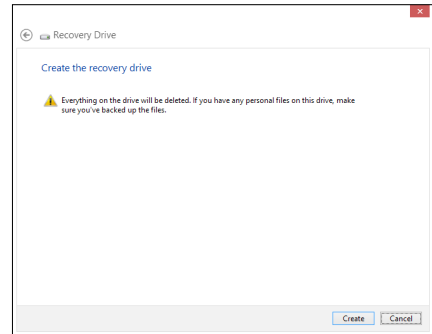 Recovery Drive
Create the recovery drive
Everything on the drive will be deleted. If you have any personal files on this drive, make
sure you've backed up the files.
Create Cancel